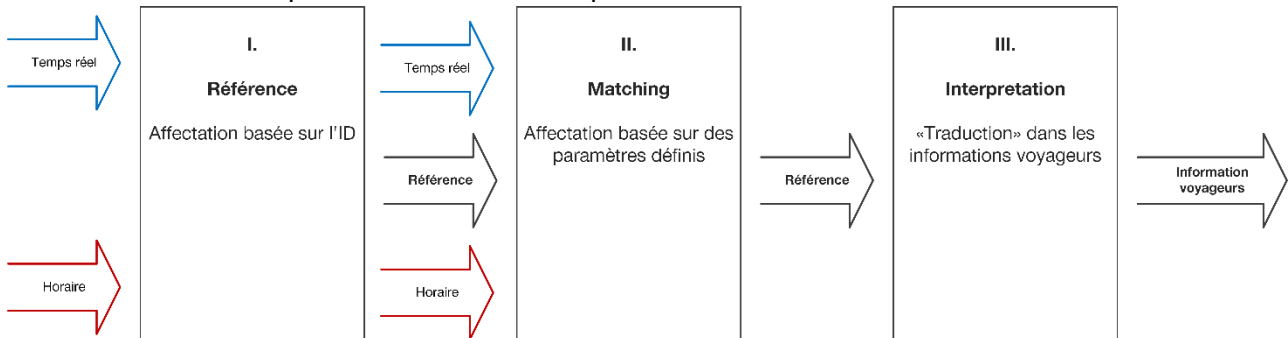 Temps réel
I.
Référence
Affectation basée sur l'ID
Horaire
Temps réel
Référence
Horaire
II.
Matching
Affectation basée sur des
paramètres définis
Référence
III.
Interpretation
«Traduction» dans les
informations voyageurs
Information
voyageurs